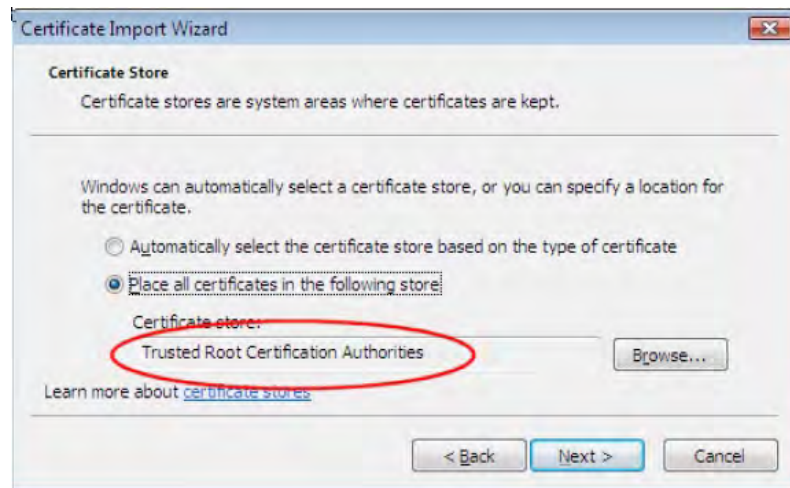 Certificate Import Wizard
Certificate Store
Certificate stores are system areas where certificates are kept.
Windows can automatically select a certificate store, or you can specify a location for
the certificate.
Automatically select the certificate store based on the type of certificate
Place all certificates in the following store
Certificate store:
Trusted Root Certification Authorities
Browse...
Learn more about certificate stores
< Back
Next >
Cancel